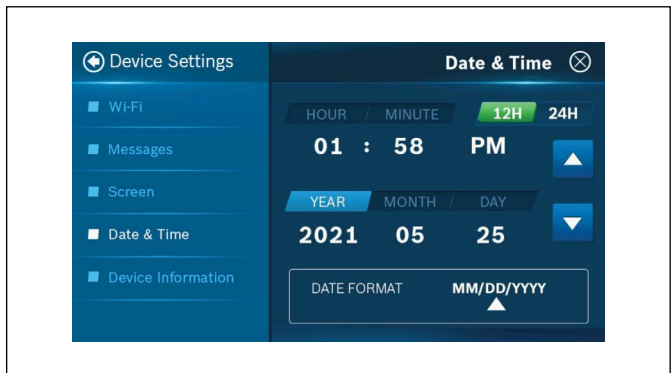 Device Settings
Wi-Fi
Messages
Screen
Date & Time
Device Information
Date & Time
HOUR / MINUTE
12H 24H
01 : 58 PM
YEAR MONTH / DAY
2021 05 25
DATE FORMAT MM/DD/YYYY